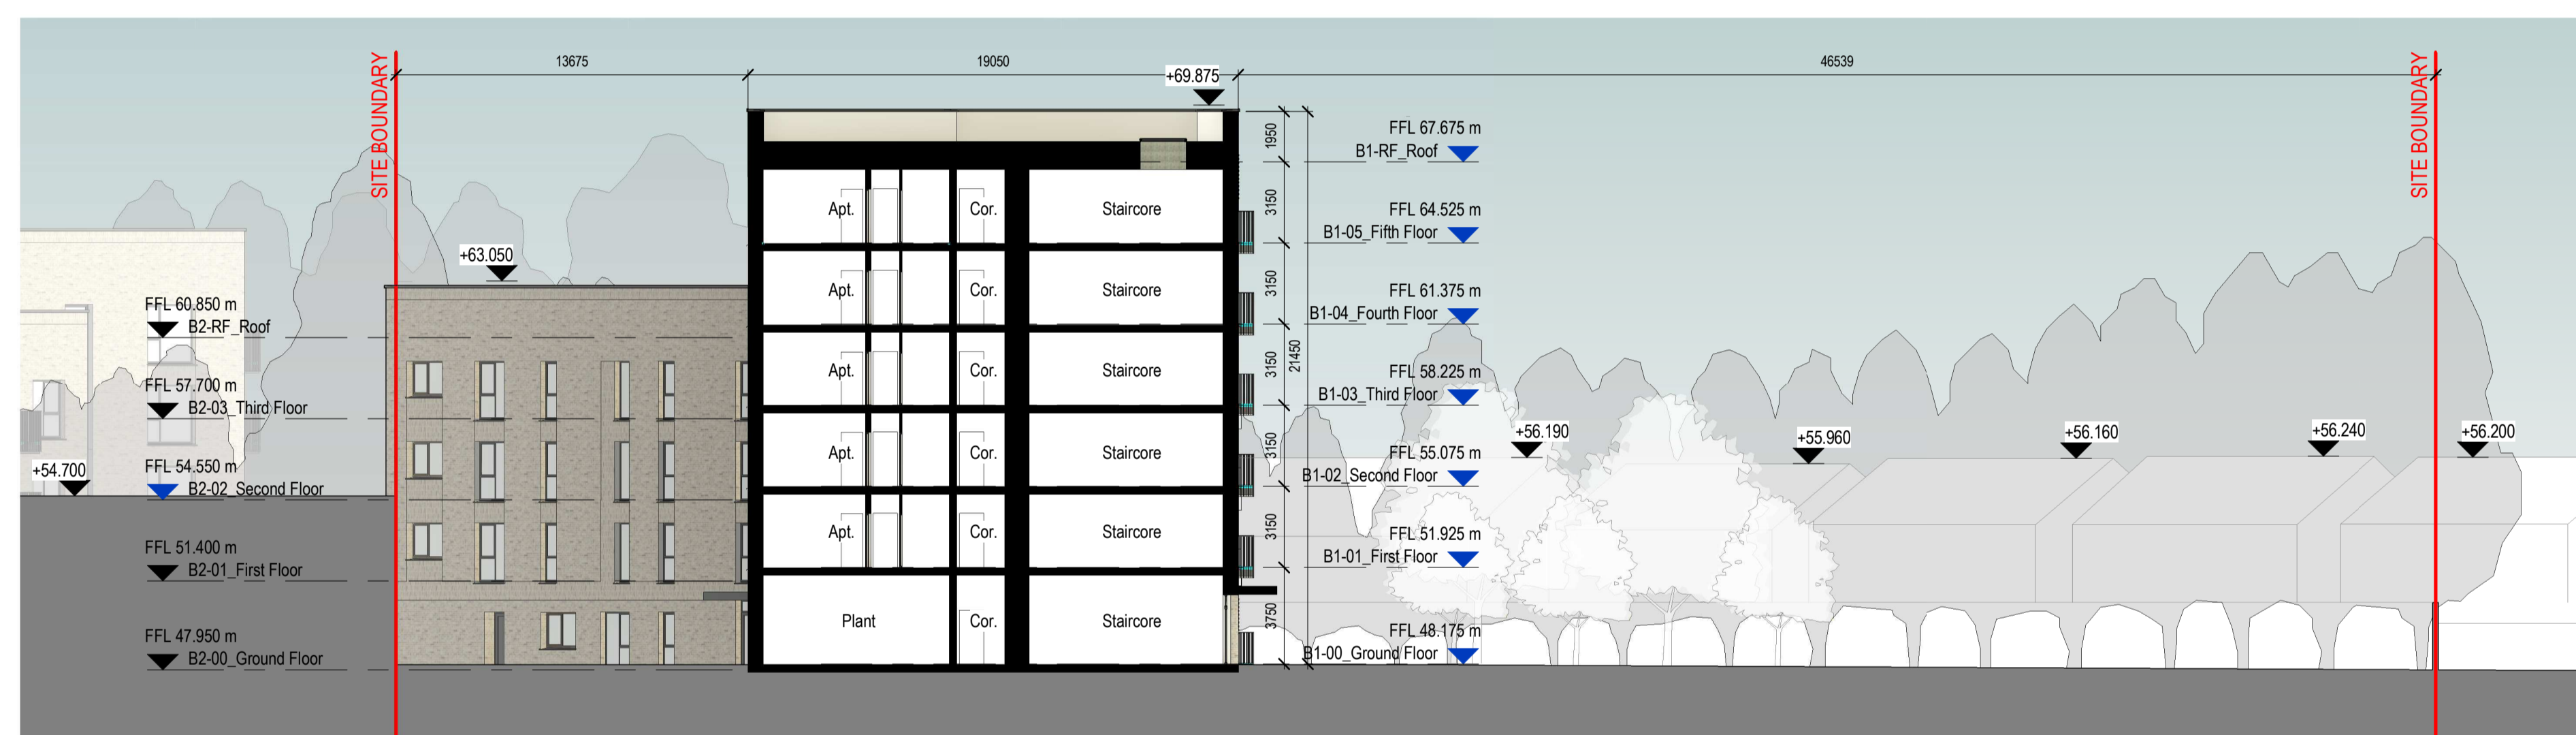 SITE BOUNDARY
13675
19050
46539
SITE BOUNDARY
+69.875
+63.050
FFL 60.850 m
B2-RF_Roof
FFL 57.700 m
B2-03_Third Floor
+54.700
FFL 54.550 m
B2-02_Second Floor
FFL 51.400 m
B2-01_First Floor
FFL 47.950 m
B2-00_Ground Floor
Apt. Cor. Staircore
Apt. Cor. Staircore
Apt. Cor. Staircore
Apt. Cor. Staircore
Apt. Cor. Staircore
Plant Cor. Staircore
1950
3150
3150
3150
3150
3150
3750
21450
FFL 67.675 m
B1-RF_Roof
FFL 64.525 m
B1-05_Fifth Floor
FFL 61.375 m
B1-04_Fourth Floor
FFL 58.225 m
B1-03_Third Floor
FFL 55.075 m
B1-02_Second Floor
FFL 51.925 m
B1-01_First Floor
FFL 48.175 m
B1-00_Ground Floor
+56.190
+55.960
+56.160
+56.240
+56.200